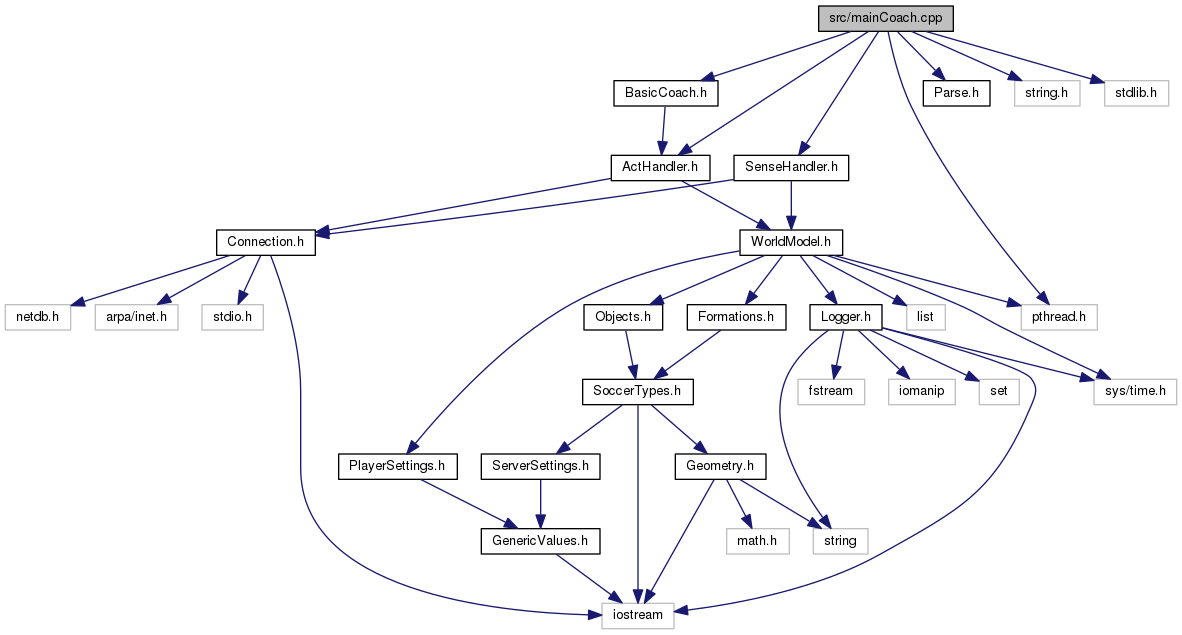 src/mainCoach.cpp
BasicCoach.h
Parse.h
string.h
stdlib.h
ActHandler.h
SenseHandler.h
Connection.h
WorldModel.h
netdb.h
arpa/inet.h
stdio.h
Objects.h
Formations.h
Logger.h
list
pthread.h
SoccerTypes.h
fstream
iomanip
set
sys/time.h
PlayerSettings.h
ServerSettings.h
Geometry.h
GenericValues.h
math.h
string
iostream